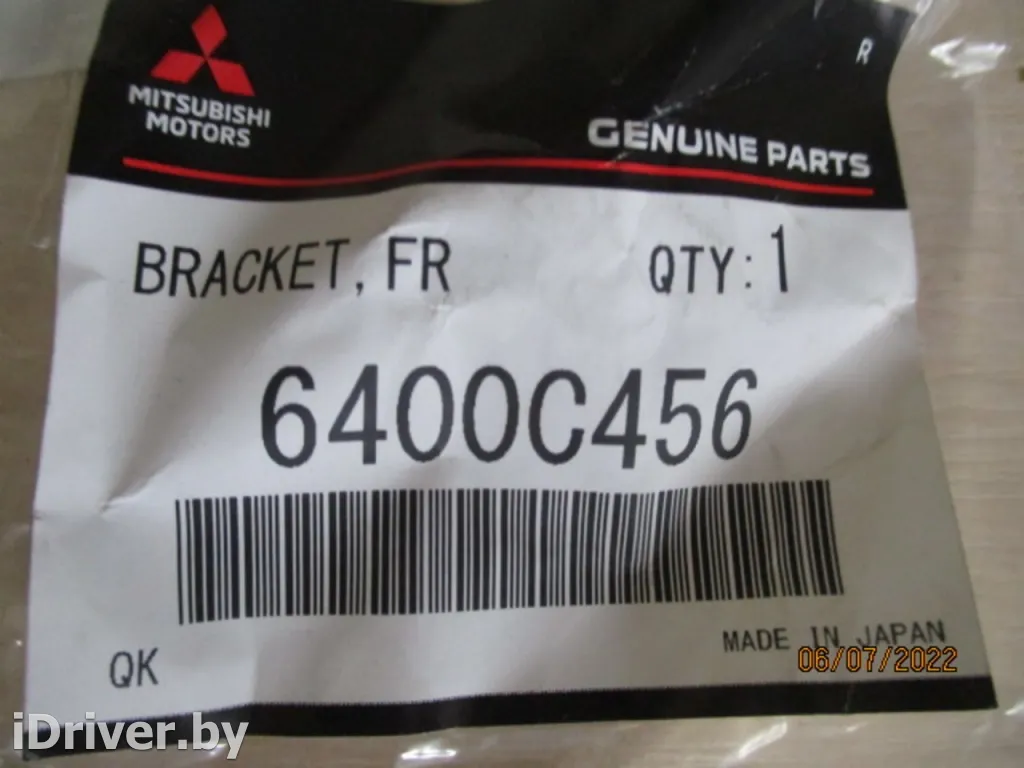 R
MITSUBISHI
MOTORS
GENUINE PARTS
BRACKET, FR QTY: 1
6400C456
MADE IN JAPAN
QK
06/07/2022
iDriver.by